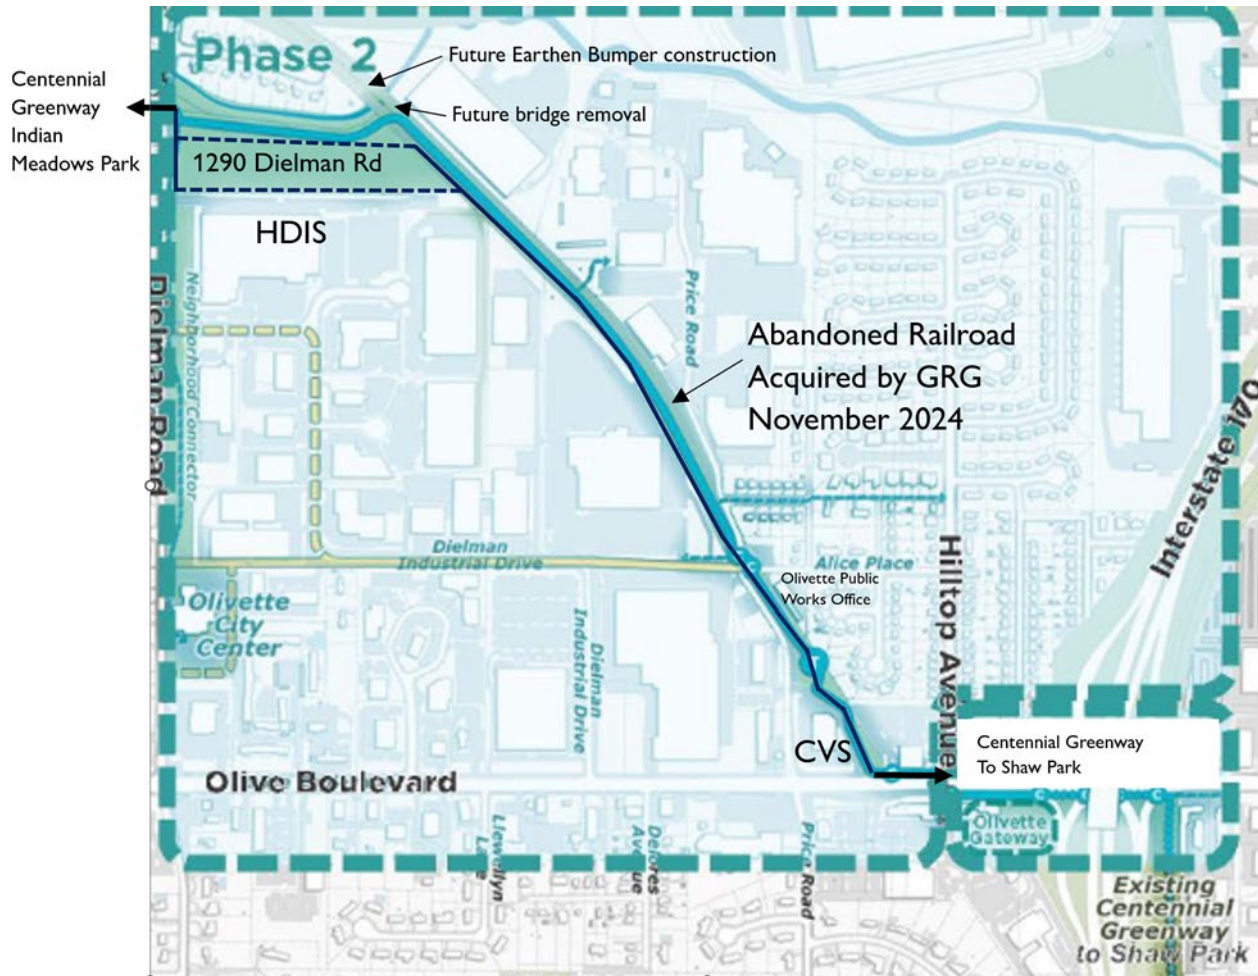 Phase 2
Future Earthen Bumper construction
Centennial
Greenway
Indian
Meadows Park
Future bridge removal
1290 Dielman Rd
HDIS
Dielman Road
Neighborhood Connector
Price Road
Abandoned Railroad
Acquired by GRG
November 2024
Interstate 170
Dielman
Industrial Drive
Alice Place
Olivette Public
Works Office
Hilltop Avenue
Olivette
City
Center
Dielman
Industrial Drive
CVS
Centennial Greenway
To Shaw Park
Olive Boulevard
Olivette
Gateway
Llewellyn
Lane
Delores
Avenue
Price Road
Existing
Centennial
Greenway
to Shaw Park